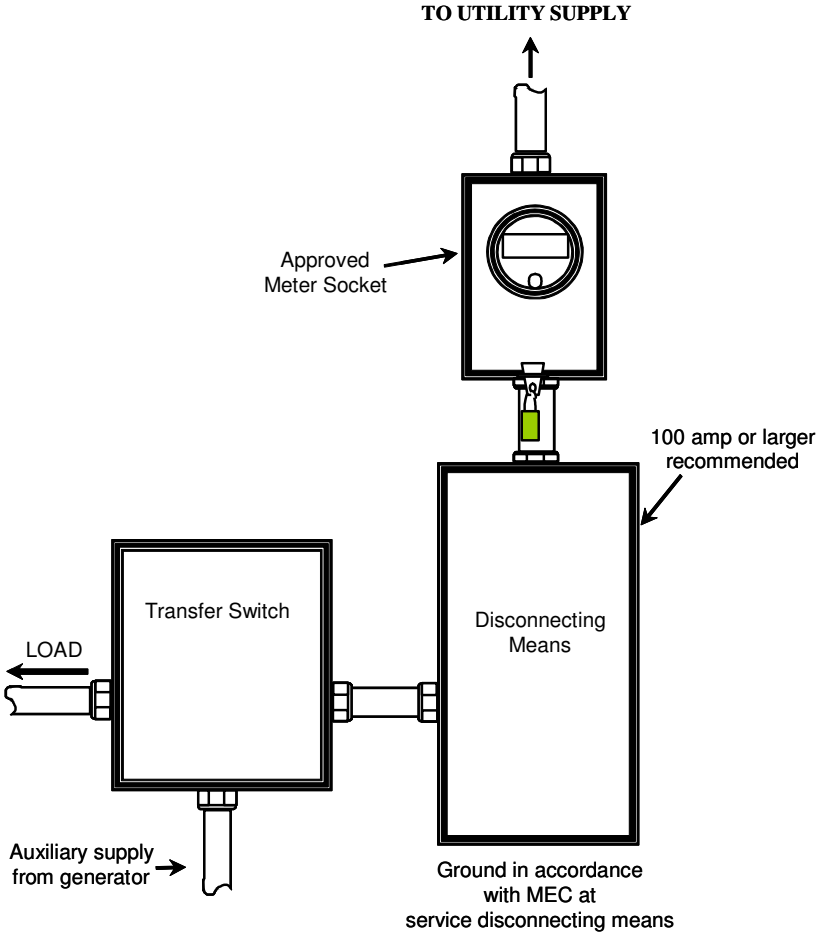 TO UTILITY SUPPLY
Approved
Meter Socket
100 amp or larger
recommended
Transfer Switch
Disconnecting
Means
LOAD
Auxiliary supply
from generator
Ground in accordance
with MEC at
service disconnecting means